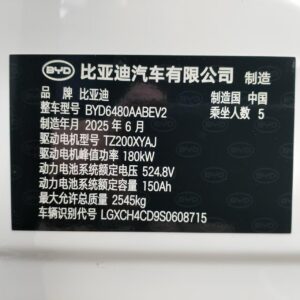 BYD 比亚迪汽车有限公司 制造
品 牌 比亚迪 制造国 中国
整车型号 BYD6480AABEV2 乘坐人数 5
制造年月 2025 年 6 月
驱动电机型号 TZ200XYAJ
驱动电机峰值功率 180kW
动力电池系统额定电压 524.8V
动力电池系统额定容量 150Ah
最大允许总质量 2545kg
车辆识别代号 LGXCH4CD9S0608715